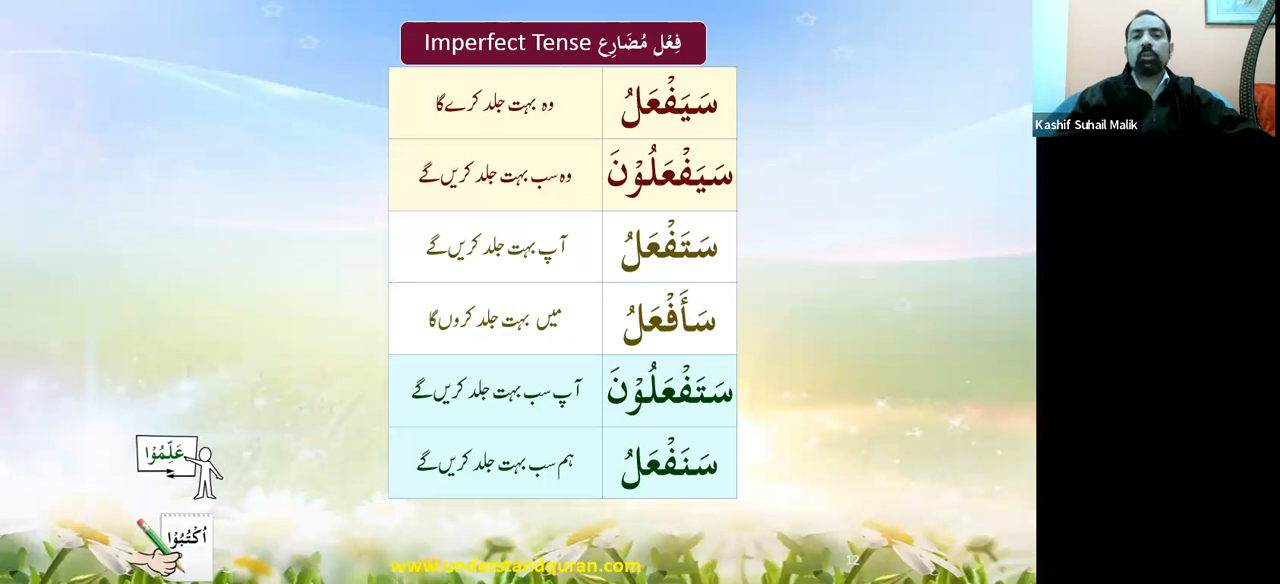 فِعْل مُضَارِع Imperfect Tense
سَيَفْعَلُ وہ بہت جلد کرے گا
سَيَفْعَلُوْنَ وہ سب بہت جلد کریں گے
سَتَفْعَلُ آپ بہت جلد کریں گے
سَأَفْعَلُ میں بہت جلد کروں گا
سَتَفْعَلُوْنَ آپ سب بہت جلد کریں گے
سَنَفْعَلُ ہم سب بہت جلد کریں گے
عَلِّمُوْا
اُكْتُبُوْا
www.understandquran.com
12
Kashif Suhail Malik